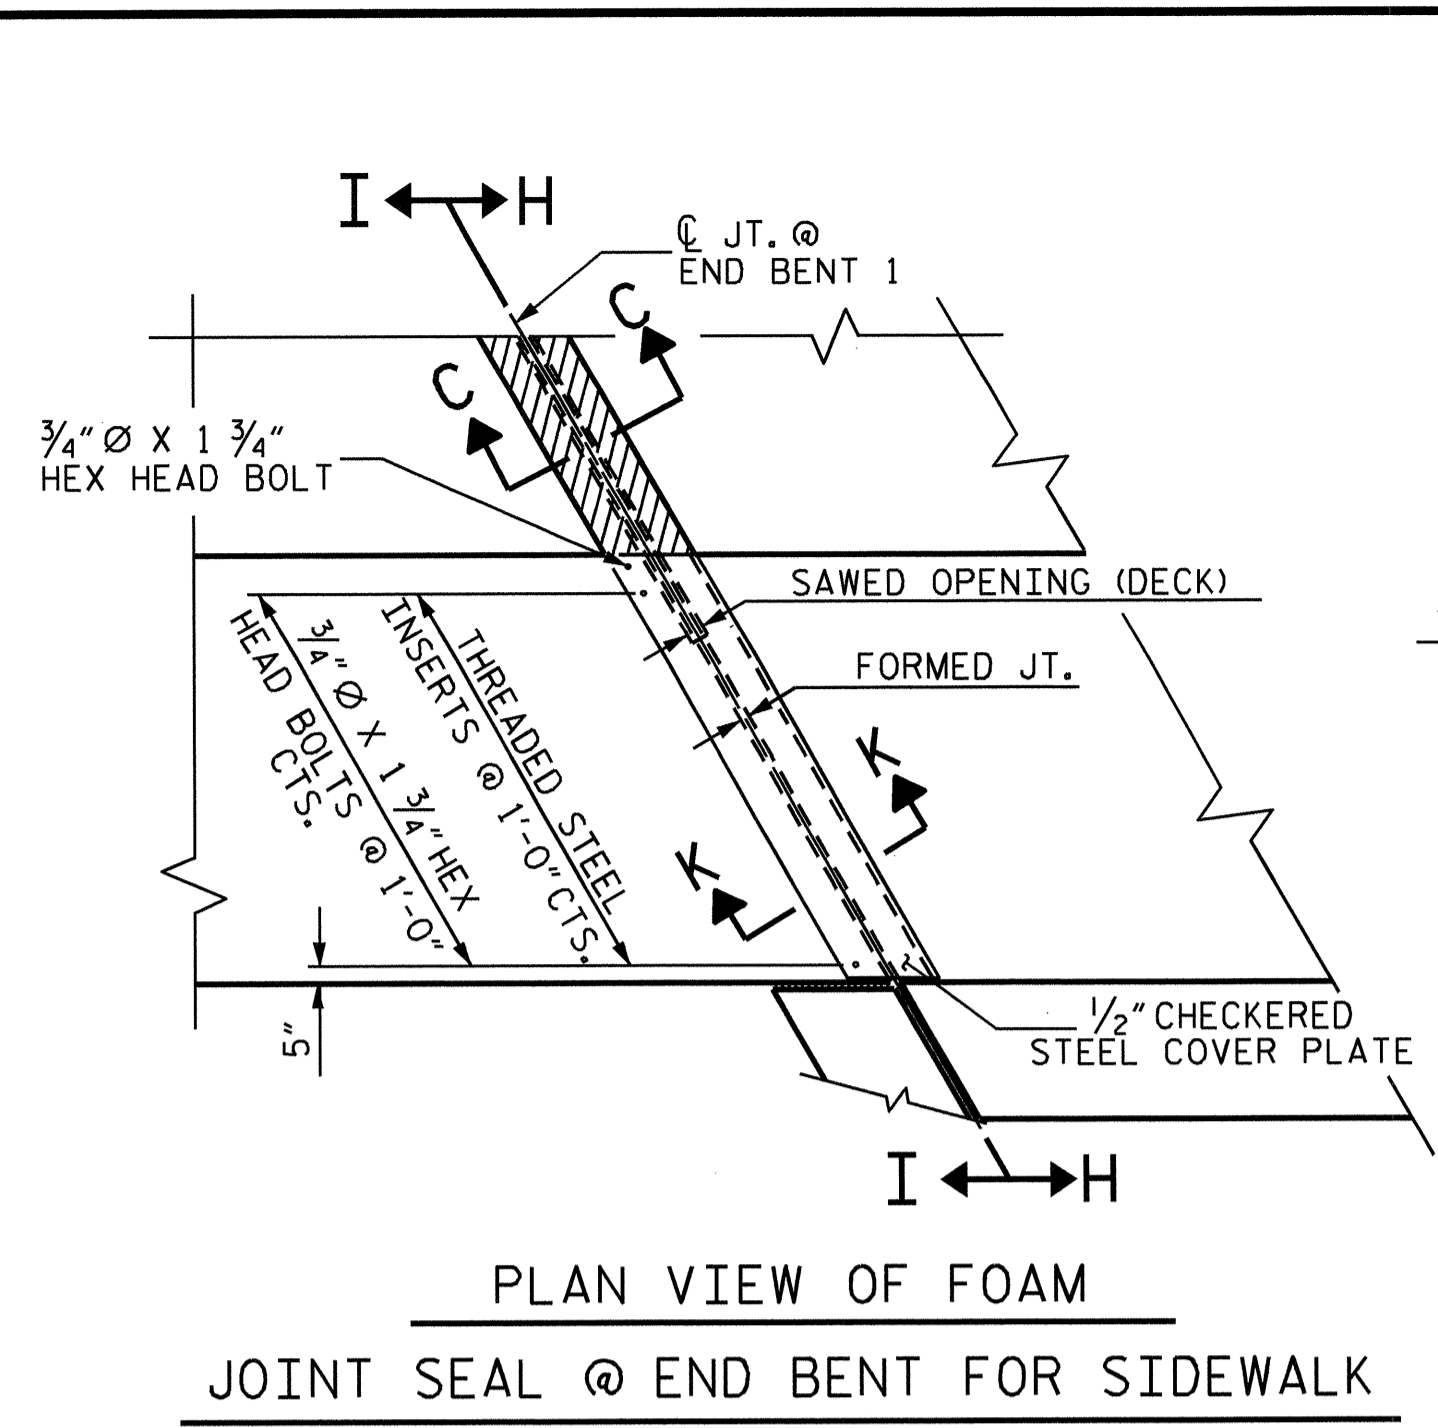 I H
℄ JT. @
END BENT 1
C
C
3/4" Ø X 1 3/4"
HEX HEAD BOLT
SAWED OPENING (DECK)
FORMED JT.
THREADED STEEL
INSERTS @ 1'-0" CTS.
3/4" Ø X 1 3/4" HEX
HEAD BOLTS @ 1'-0"
CTS.
K
K
5"
1/2" CHECKERED
STEEL COVER PLATE
I H
PLAN VIEW OF FOAM
JOINT SEAL @ END BENT FOR SIDEWALK